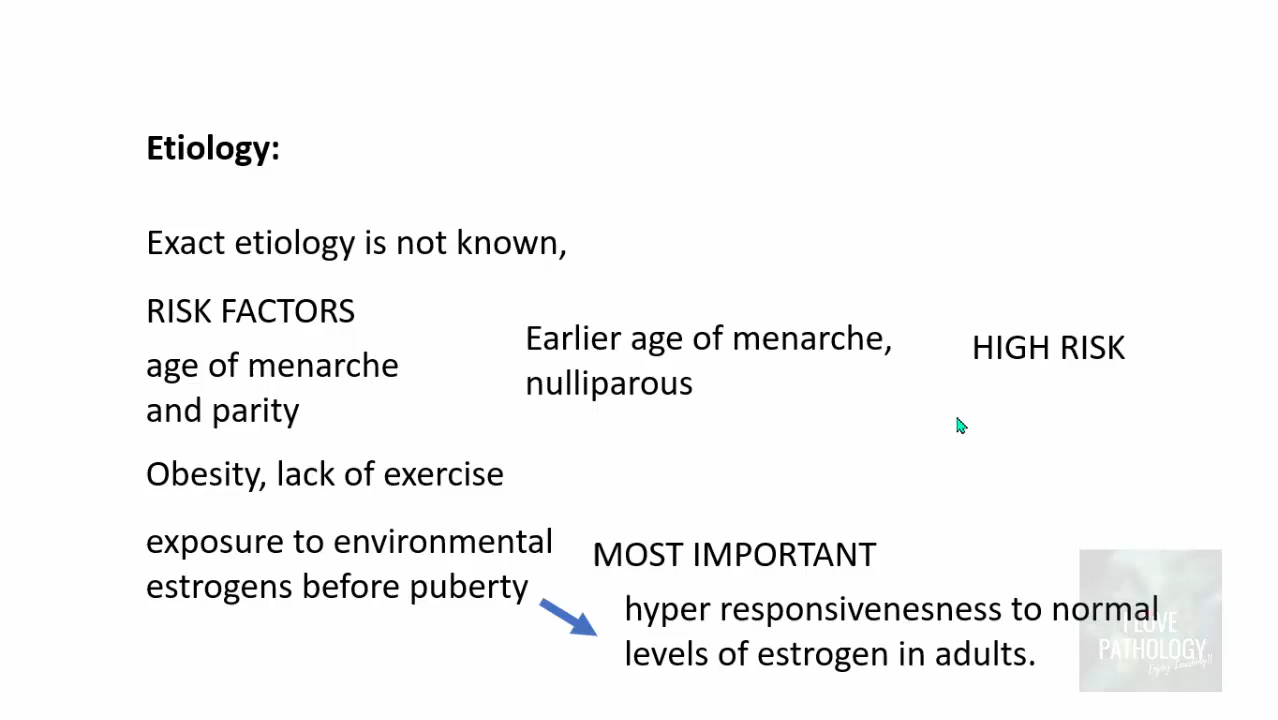 Etiology:
Exact etiology is not known,
RISK FACTORS
age of menarche
and parity
Earlier age of menarche,
nulliparous
HIGH RISK
Obesity, lack of exercise
exposure to environmental
estrogens before puberty
MOST IMPORTANT
hyper responsivenesness to normal
levels of estrogen in adults.
I LOVE
PATHOLOGY